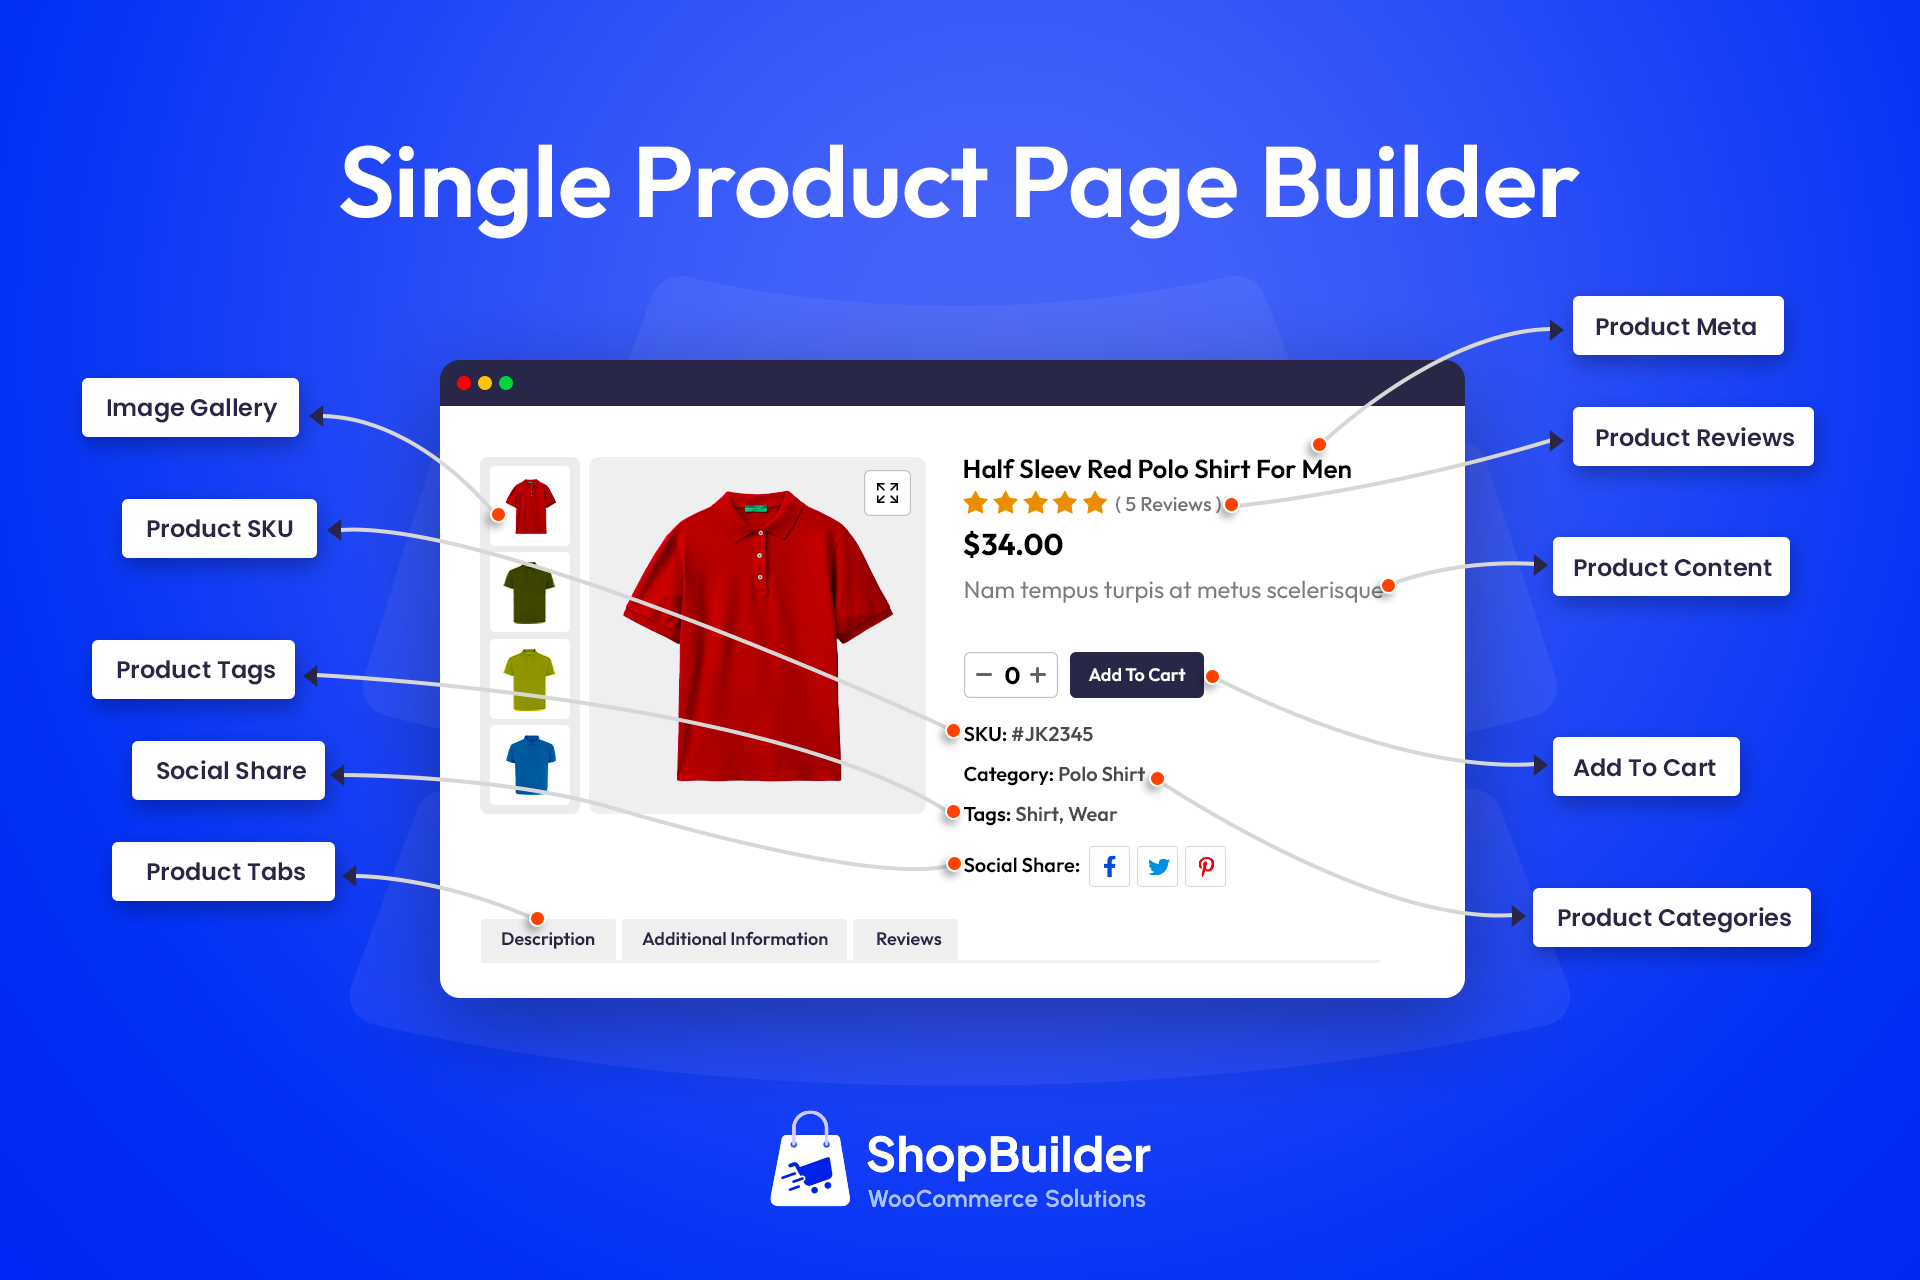 Single Product Page Builder
Image Gallery
Product SKU
Product Tags
Social Share
Product Tabs
Half Sleev Red Polo Shirt For Men
( 5 Reviews )
$34.00
Nam tempus turpis at metus scelerisque
0
Add To Cart
SKU: #JK2345
Category: Polo Shirt
Tags: Shirt, Wear
Social Share:
Description
Additional Information
Reviews
Product Meta
Product Reviews
Product Content
Add To Cart
Product Categories
ShopBuilder
WooCommerce Solutions